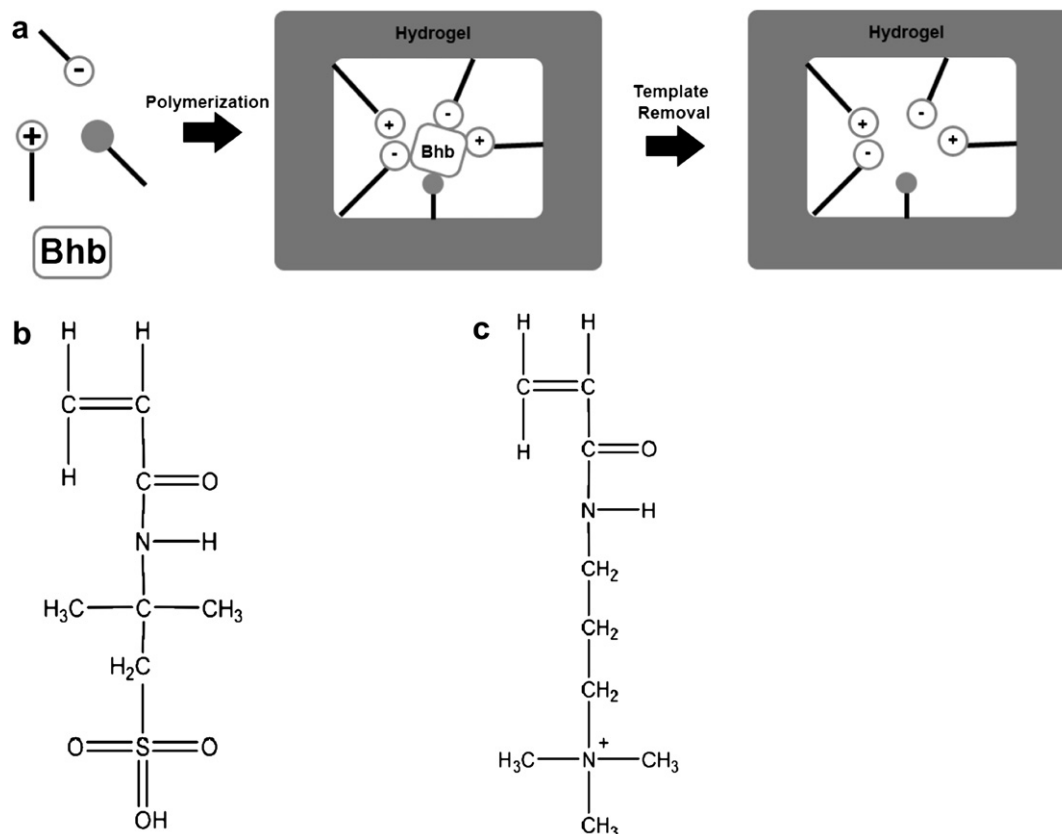 a
Hydrogel
Hydrogel
Polymerization
Template
Removal
-
+
Bhb
+
-
-
+
Bhb
+
-
-
+
b
H H
C C
H
C O
N H
H3C C CH3
H2C
O S O
OH
c
H H
C C
H
C O
N H
CH2
CH2
CH2
+
H3C N CH3
CH3